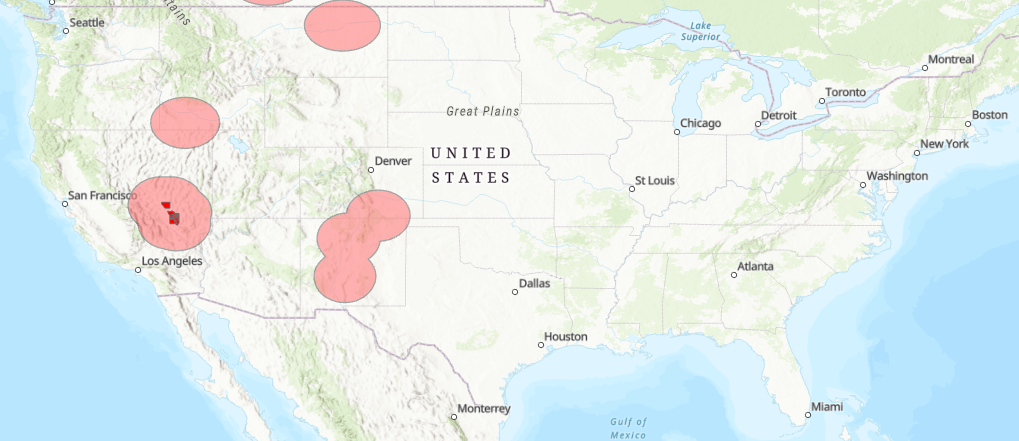 Seattle
Lake
Superior
Montreal
Toronto
Great Plains
Chicago
Detroit
Boston
New York
UNITED
STATES
Denver
St Louis
Washington
San Francisco
Los Angeles
Atlanta
Dallas
Houston
Monterrey
Miami
Gulf of
Mexico